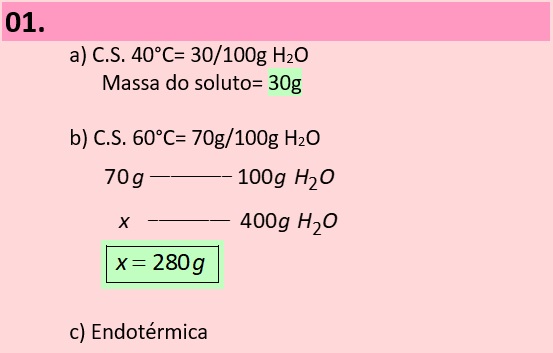 01.
a) C.S. 40°C= 30/100g H₂O
Massa do soluto= 30g
b) C.S. 60°C= 70g/100g H₂O
70g ———— 100g H₂O
x ———— 400g H₂O
x = 280g
c) Endotérmica